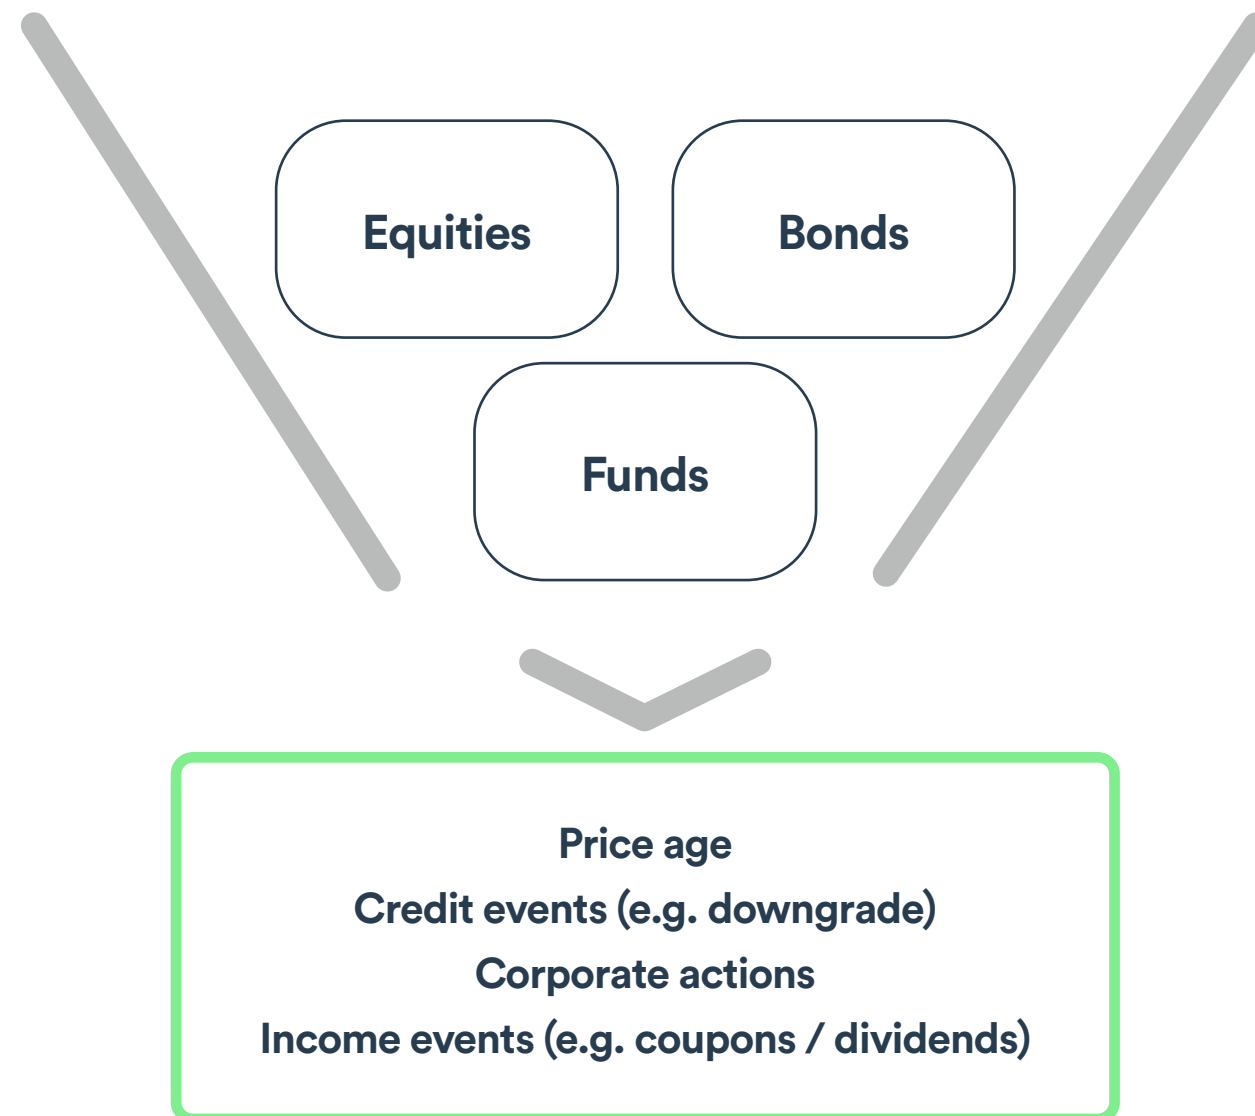 Equities
Bonds
Funds
Price age
Credit events (e.g. downgrade)
Corporate actions
Income events (e.g. coupons / dividends)